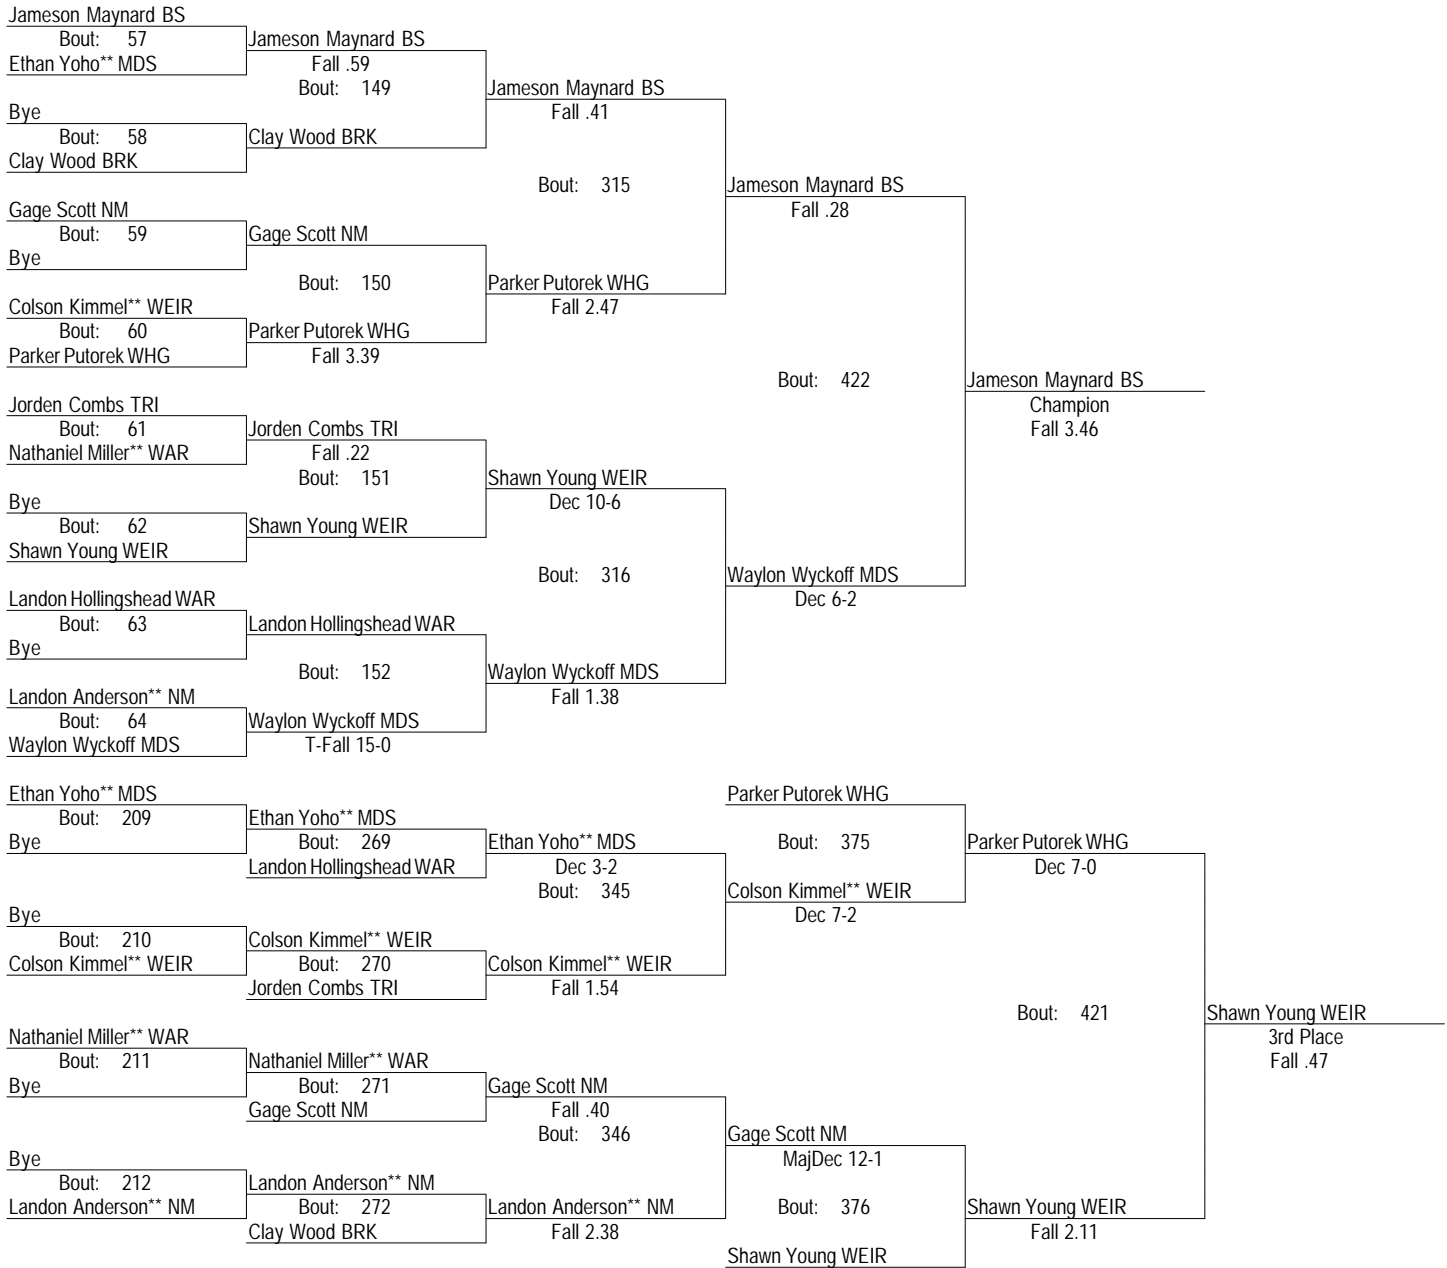 Jameson Maynard BS
Bout: 57
Ethan Yoho** MDS
Jameson Maynard BS
Fall .59
Bout: 149
Bye
Bout: 58
Clay Wood BRK
Clay Wood BRK
Jameson Maynard BS
Fall .41
Bout: 315
Gage Scott NM
Bout: 59
Bye
Gage Scott NM
Bout: 150
Colson Kimmel** WEIR
Bout: 60
Parker Putorek WHG
Parker Putorek WHG
Fall 3.39
Parker Putorek WHG
Fall 2.47
Jameson Maynard BS
Fall .28
Bout: 422
Jameson Maynard BS
Champion
Fall 3.46
Jorden Combs TRI
Bout: 61
Nathaniel Miller** WAR
Jorden Combs TRI
Fall .22
Bout: 151
Bye
Bout: 62
Shawn Young WEIR
Shawn Young WEIR
Shawn Young WEIR
Dec 10-6
Bout: 316
Landon Hollingshead WAR
Bout: 63
Bye
Landon Hollingshead WAR
Bout: 152
Landon Anderson** NM
Bout: 64
Waylon Wyckoff MDS
Waylon Wyckoff MDS
T-Fall 15-0
Waylon Wyckoff MDS
Fall 1.38
Waylon Wyckoff MDS
Dec 6-2
Ethan Yoho** MDS
Bout: 209
Bye
Ethan Yoho** MDS
Bout: 269
Landon Hollingshead WAR
Ethan Yoho** MDS
Dec 3-2
Bout: 345
Bye
Bout: 210
Colson Kimmel** WEIR
Colson Kimmel** WEIR
Bout: 270
Jorden Combs TRI
Colson Kimmel** WEIR
Fall 1.54
Parker Putorek WHG
Bout: 375
Colson Kimmel** WEIR
Dec 7-2
Parker Putorek WHG
Dec 7-0
Bout: 421
Shawn Young WEIR
3rd Place
Fall .47
Nathaniel Miller** WAR
Bout: 211
Bye
Nathaniel Miller** WAR
Bout: 271
Gage Scott NM
Gage Scott NM
Fall .40
Bout: 346
Bye
Bout: 212
Landon Anderson** NM
Landon Anderson** NM
Bout: 272
Clay Wood BRK
Landon Anderson** NM
Fall 2.38
Gage Scott NM
MajDec 12-1
Bout: 376
Shawn Young WEIR
Shawn Young WEIR
Fall 2.11